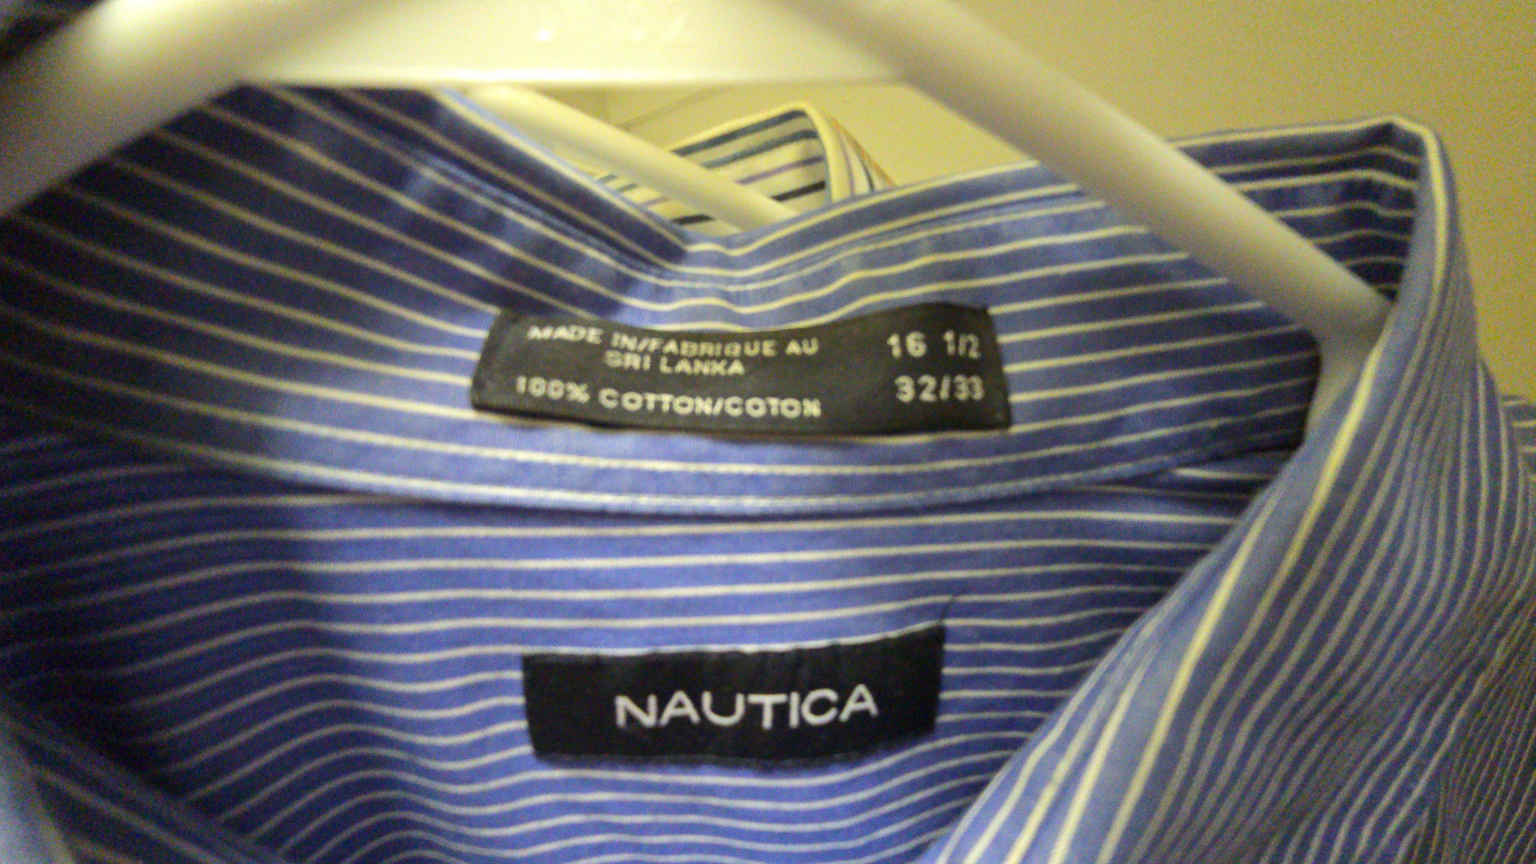 MADE IN/FABRIQUE AU
SRI LANKA
100% COTTON/COTON
16 1/2
32/33
NAUTICA